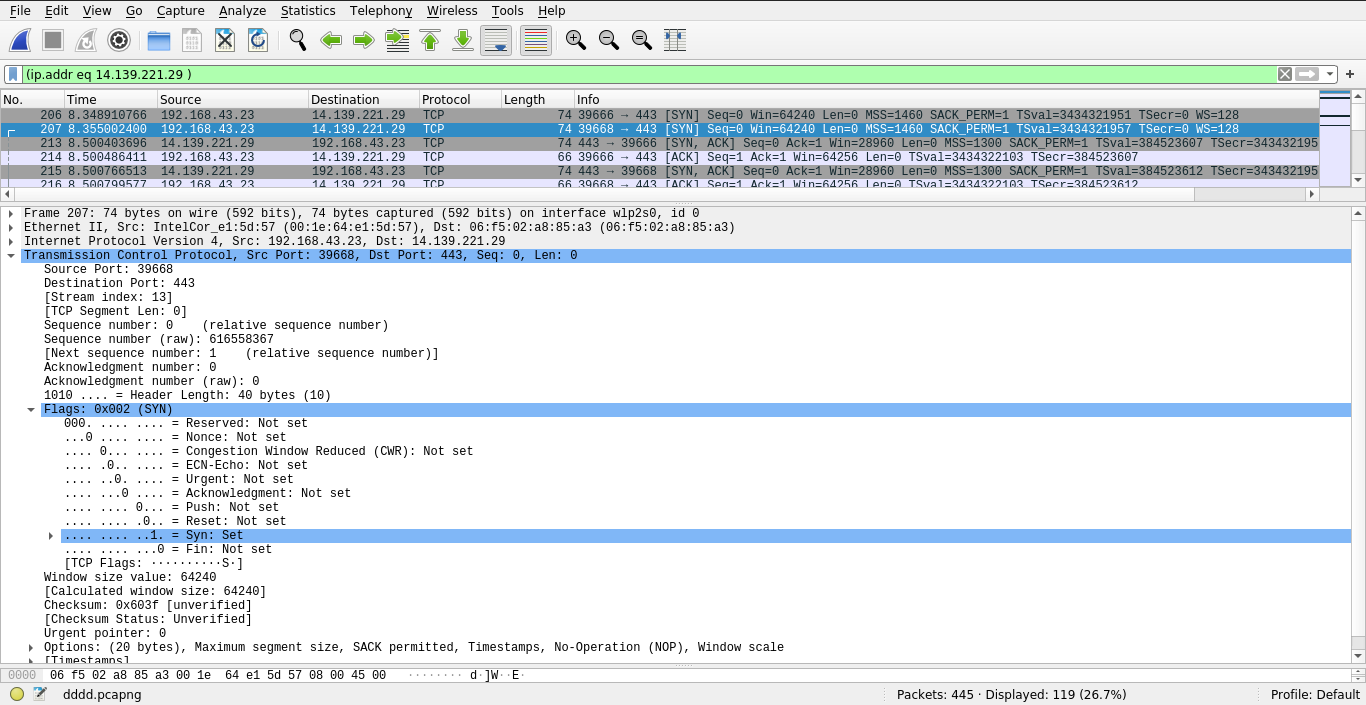 File Edit View Go Capture Analyze Statistics Telephony Wireless Tools Help
(ip.addr eq 14.139.221.29 )
No. Time Source Destination Protocol Length Info
206 8.348910766 192.168.43.23 14.139.221.29 TCP 74 39666 → 443 [SYN] Seq=0 Win=64240 Len=0 MSS=1460 SACK_PERM=1 TSval=3434321951 TSecr=0 WS=128
207 8.355002400 192.168.43.23 14.139.221.29 TCP 74 39668 → 443 [SYN] Seq=0 Win=64240 Len=0 MSS=1460 SACK_PERM=1 TSval=3434321957 TSecr=0 WS=128
213 8.500403696 14.139.221.29 192.168.43.23 TCP 74 443 → 39666 [SYN, ACK] Seq=0 Ack=1 Win=28960 Len=0 MSS=1300 SACK_PERM=1 TSval=384523607 TSecr=343432195
214 8.500486411 192.168.43.23 14.139.221.29 TCP 66 39666 → 443 [ACK] Seq=1 Ack=1 Win=64256 Len=0 TSval=3434322103 TSecr=384523607
215 8.500766513 14.139.221.29 192.168.43.23 TCP 74 443 → 39668 [SYN, ACK] Seq=0 Ack=1 Win=28960 Len=0 MSS=1300 SACK_PERM=1 TSval=384523612 TSecr=343432195
216 8.500799577 192.168.43.23 14.139.221.29 TCP 66 39668 → 443 [ACK] Seq=1 Ack=1 Win=64256 Len=0 TSval=3434322103 TSecr=384523612
Frame 207: 74 bytes on wire (592 bits), 74 bytes captured (592 bits) on interface wlp2s0, id 0
Ethernet II, Src: IntelCor_e1:5d:57 (00:1e:64:e1:5d:57), Dst: 06:f5:02:a8:85:a3 (06:f5:02:a8:85:a3)
Internet Protocol Version 4, Src: 192.168.43.23, Dst: 14.139.221.29
Transmission Control Protocol, Src Port: 39668, Dst Port: 443, Seq: 0, Len: 0
Source Port: 39668
Destination Port: 443
[Stream index: 13]
[TCP Segment Len: 0]
Sequence number: 0 (relative sequence number)
Sequence number (raw): 616558367
[Next sequence number: 1 (relative sequence number)]
Acknowledgment number: 0
Acknowledgment number (raw): 0
1010 .... = Header Length: 40 bytes (10)
Flags: 0x002 (SYN)
000. .... .... = Reserved: Not set
...0 .... .... = Nonce: Not set
.... 0... .... = Congestion Window Reduced (CWR): Not set
.... .0.. .... = ECN-Echo: Not set
.... ..0. .... = Urgent: Not set
.... ...0 .... = Acknowledgment: Not set
.... .... 0... = Push: Not set
.... .... .0.. = Reset: Not set
.... .... ..1. = Syn: Set
.... .... ...0 = Fin: Not set
[TCP Flags: ··········S·]
Window size value: 64240
[Calculated window size: 64240]
Checksum: 0x603f [unverified]
[Checksum Status: Unverified]
Urgent pointer: 0
Options: (20 bytes), Maximum segment size, SACK permitted, Timestamps, No-Operation (NOP), Window scale
[Timestamps]
0000 06 f5 02 a8 85 a3 00 1e 64 e1 5d 57 08 00 45 00 ········ d·]W··E·
dddd.pcapng Packets: 445 · Displayed: 119 (26.7%) Profile: Default